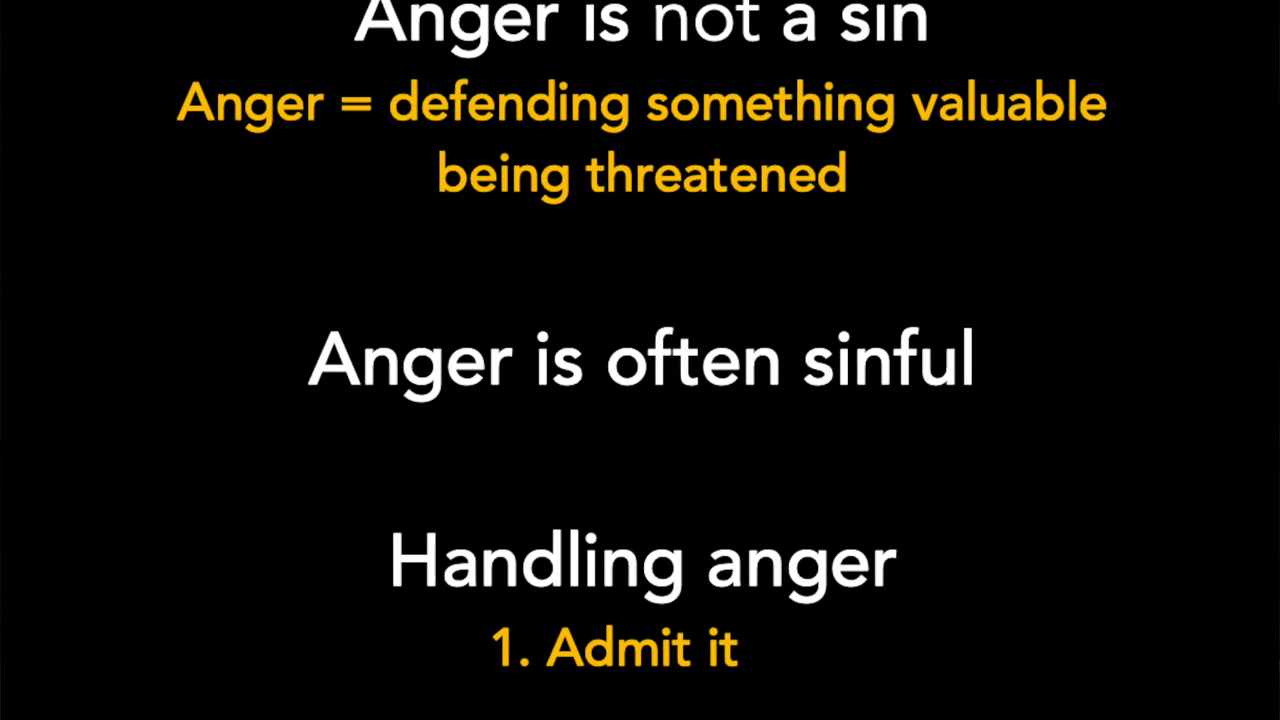 Anger is not a sin
Anger = defending something valuable
being threatened
Anger is often sinful
Handling anger
1. Admit it